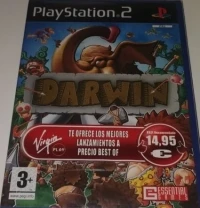 PlayStation 2
DARWIN
Virgin
PLAY
TE OFRECE LOS MEJORES
LANZAMIENTOS A
PRECIO BEST OF
14,95
€
3+
ESSENTIAL